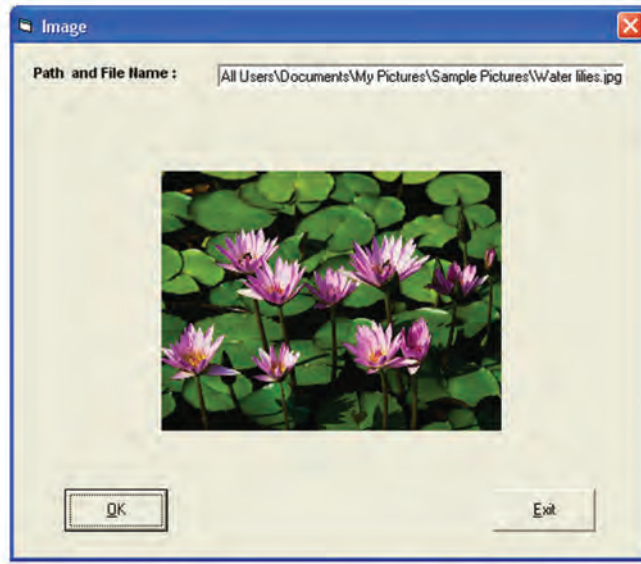 Image
Path and File Name : All Users\Documents\My Pictures\Sample Pictures\Water lilies.jpg
OK
Exit